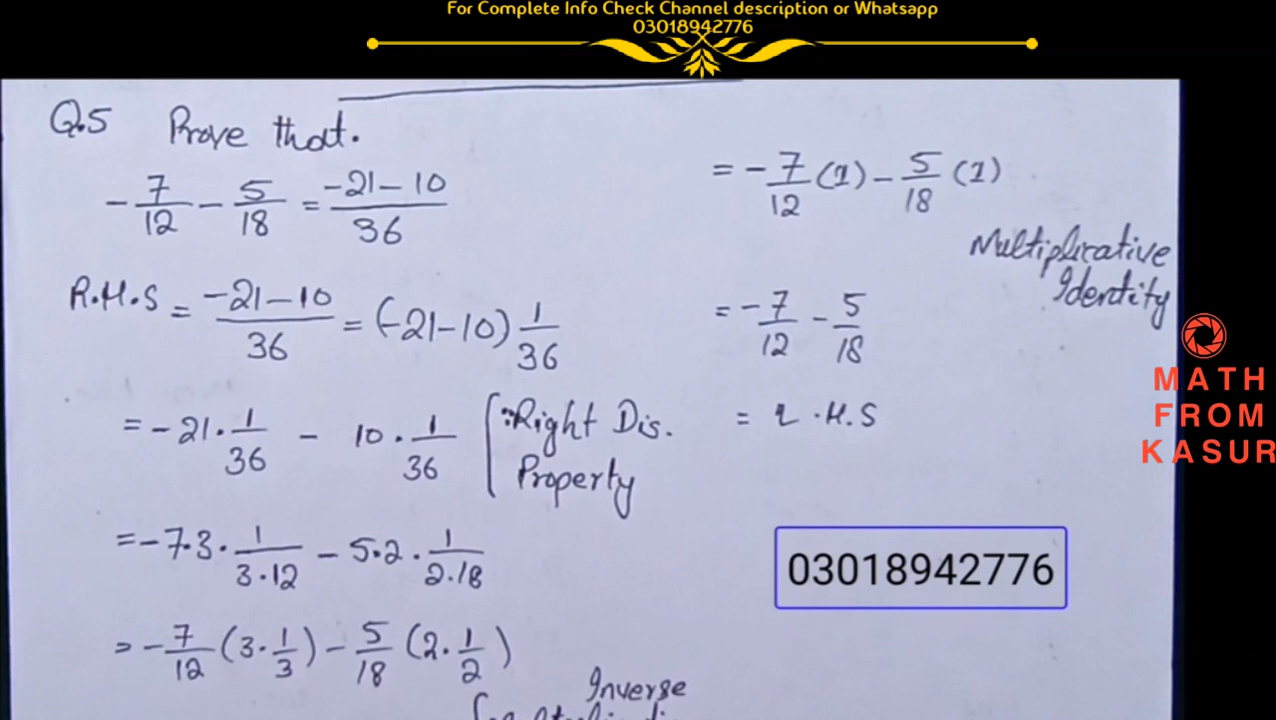 For Complete Info Check Channel description or Whatsapp
03018942776
Q.5 Prove that.
-7/12 - 5/18 = -21-10/36
R.H.S = -21-10/36 = (-21-10) 1/36
= -21 · 1/36 - 10 · 1/36 [∵ Right Dis. Property
= -7·3 · 1/3·12 - 5·2 · 1/2·18
= -7/12 (3·1/3) - 5/18 (2·1/2)
Inverse
= -7/12 (1) - 5/18 (1)
Multiplicative
Identity
= -7/12 - 5/18
= L.H.S
03018942776
MATH
FROM
KASUR